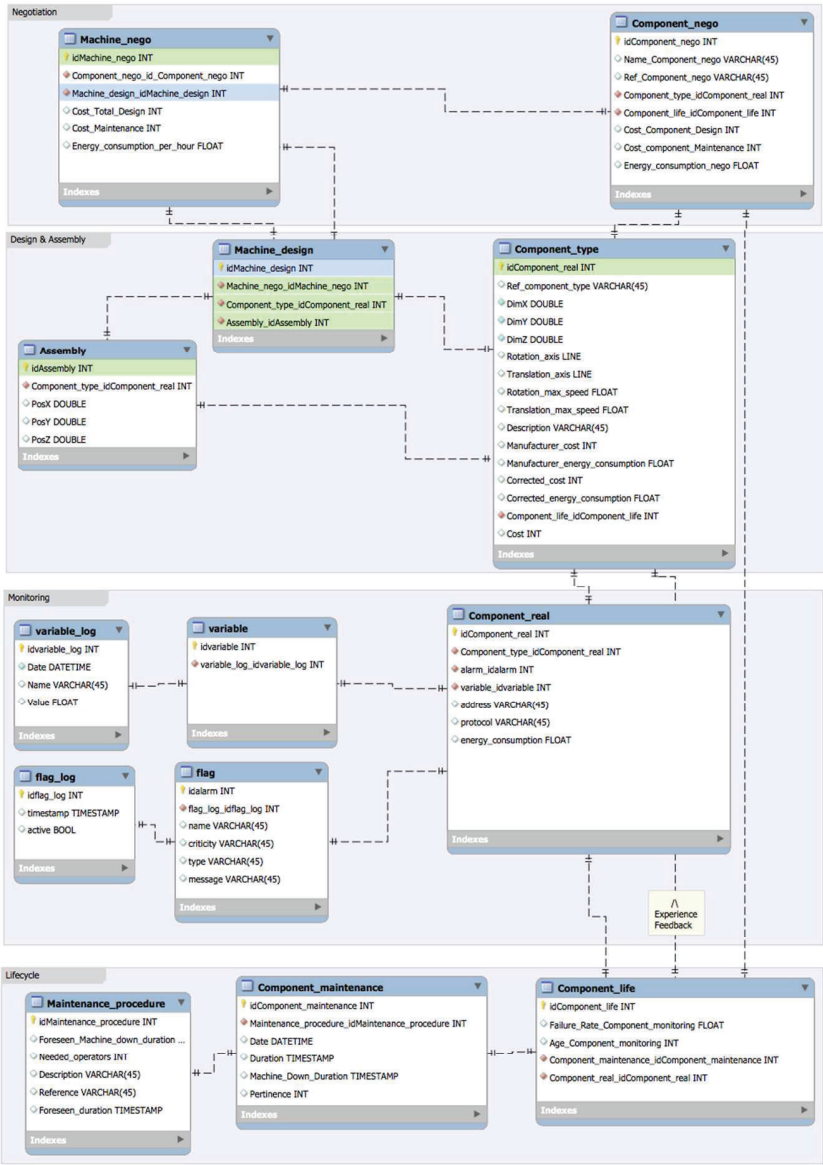 Negotiation
Machine_nego
idMachine_nego INT
Component_nego_id_Component_nego INT
Machine_design_idMachine_design INT
Cost_Total_Design INT
Cost_Maintenance INT
Energy_consumption_per_hour FLOAT
Indexes
Component_nego
idComponent_nego INT
Name_Component_nego VARCHAR(45)
Ref_Component_nego VARCHAR(45)
Component_type_idComponent_real INT
Component_life_idComponent_life INT
Cost_Component_Design INT
Cost_component_Maintenance INT
Energy_consumption_nego FLOAT
Indexes
Design & Assembly
Machine_design
idMachine_design INT
Machine_nego_idMachine_nego INT
Component_type_idComponent_real INT
Assembly_idAssembly INT
Indexes
Component_type
idComponent_real INT
Ref_component_type VARCHAR(45)
DimX DOUBLE
DimY DOUBLE
DimZ DOUBLE
Rotation_axis LINE
Translation_axis LINE
Rotation_max_speed FLOAT
Translation_max_speed FLOAT
Description VARCHAR(45)
Manufacturer_cost INT
Manufacturer_energy_consumption FLOAT
Corrected_cost INT
Corrected_energy_consumption FLOAT
Component_life_idComponent_life INT
Cost INT
Indexes
Assembly
idAssembly INT
Component_type_idComponent_real INT
PosX DOUBLE
PosY DOUBLE
PosZ DOUBLE
Indexes
Monitoring
variable_log
idvariable_log INT
Date DATETIME
Name VARCHAR(45)
Value FLOAT
Indexes
variable
idvariable INT
variable_log_idvariable_log INT
Indexes
Component_real
idComponent_real INT
Component_type_idComponent_real INT
alarm_idalarm INT
variable_idvariable INT
address VARCHAR(45)
protocol VARCHAR(45)
energy_consumption FLOAT
Indexes
flag_log
idflag_log INT
timestamp TIMESTAMP
active BOOL
Indexes
flag
idalarm INT
flag_log_idflag_log INT
name VARCHAR(45)
criticity VARCHAR(45)
type VARCHAR(45)
message VARCHAR(45)
Indexes
/\
Experience
Feedback
Lifecycle
Maintenance_procedure
idMaintenance_procedure INT
Foreseen_Machine_down_duration ...
Needed_operators INT
Description VARCHAR(45)
Reference VARCHAR(45)
Foreseen_duration TIMESTAMP
Indexes
Component_maintenance
idComponent_maintenance INT
Maintenance_procedure_idMaintenance_procedure INT
Date DATETIME
Duration TIMESTAMP
Machine_Down_Duration TIMESTAMP
Pertinence INT
Indexes
Component_life
idComponent_life INT
Failure_Rate_Component_monitoring FLOAT
Age_Component_monitoring INT
Component_maintenance_idComponent_maintenance INT
Component_real_idComponent_real INT
Indexes